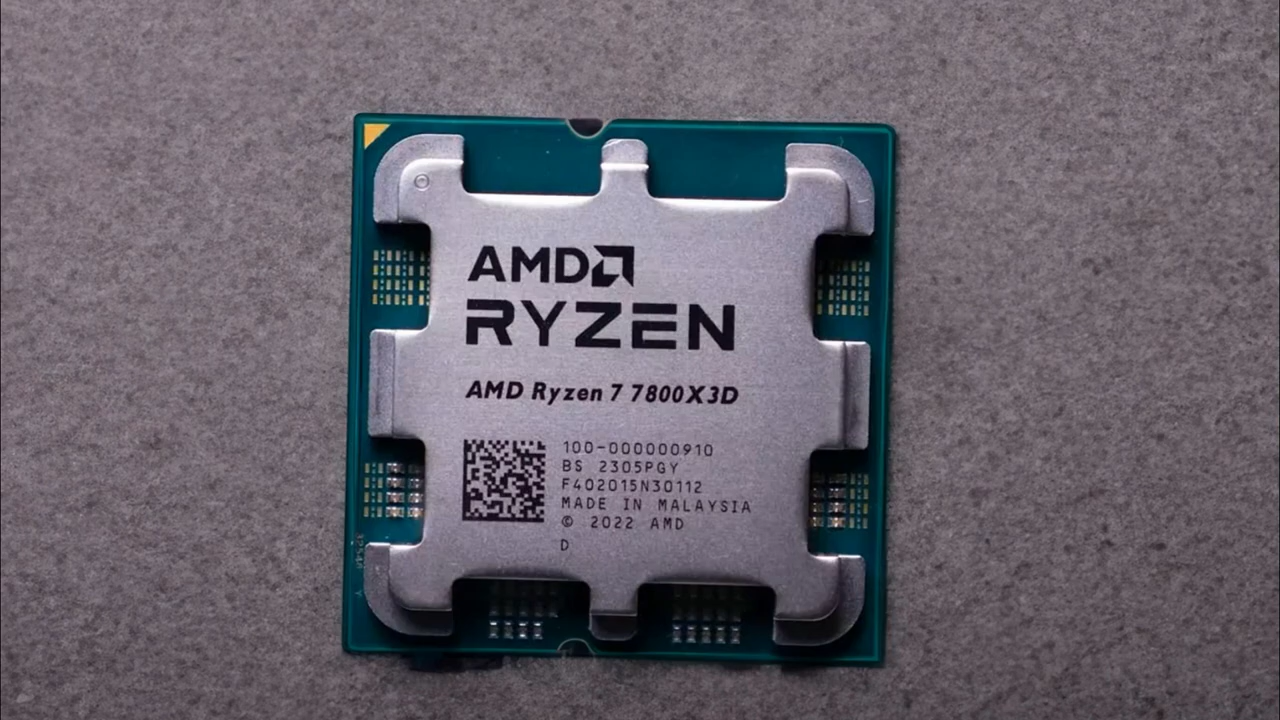 AMD
RYZEN
AMD Ryzen 7 7800X3D
100-000000910
BS 2305PGY
F402015N30112
MADE IN MALAYSIA
© 2022 AMD
D